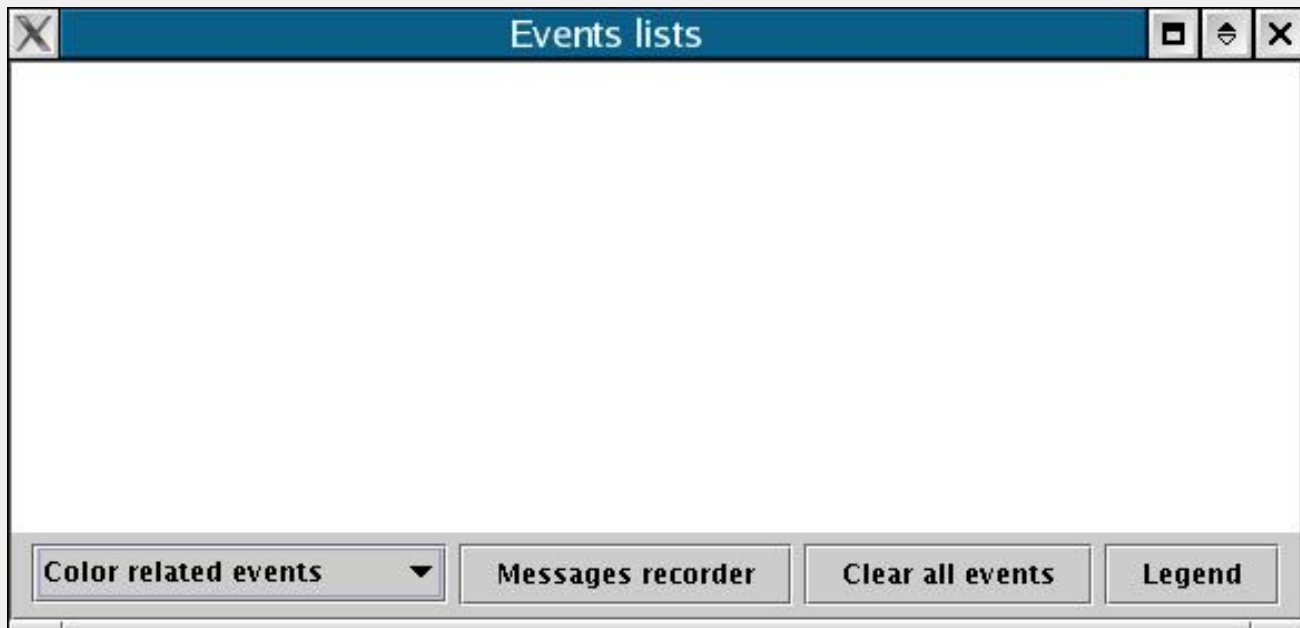 Events lists
Color related events
Messages recorder
Clear all events
Legend